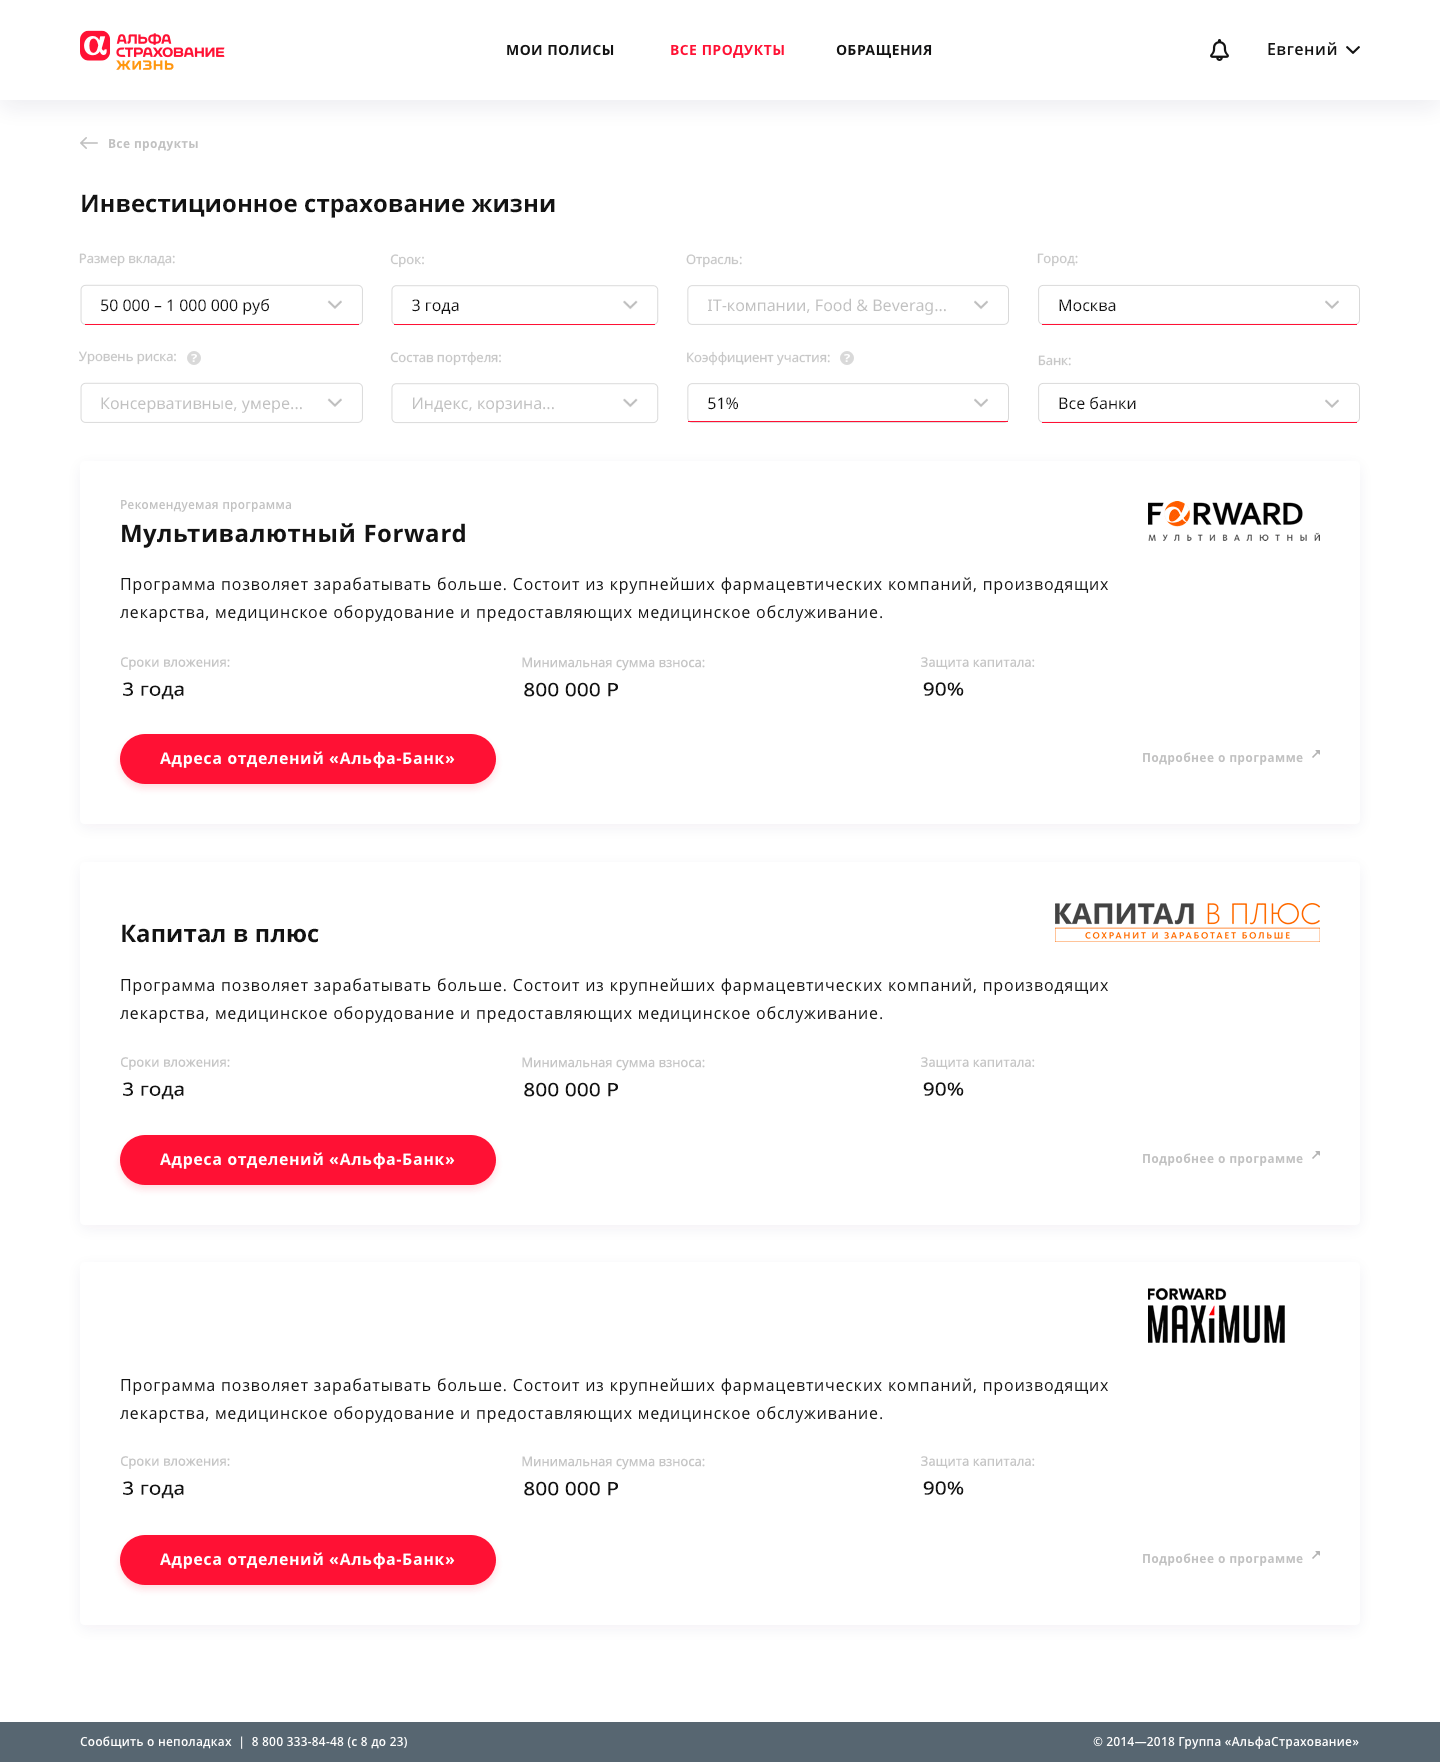 АЛЬФА
СТРАХОВАНИЕ
ЖИЗНЬ
МОИ ПОЛИСЫ
ВСЕ ПРОДУКТЫ
ОБРАЩЕНИЯ
Евгений
Все продукты
Инвестиционное страхование жизни
Размер вклада:
Срок:
Отрасль:
Город:
50 000 – 1 000 000 руб
3 года
IT-компании, Food & Beverag...
Москва
Уровень риска: ?
Состав портфеля:
Коэффициент участия: ?
Банк:
Консервативные, умере...
Индекс, корзина...
51%
Все банки
Рекомендуемая программа
Мультивалютный Forward
FORWARD
МУЛЬТИВАЛЮТНЫЙ
Программа позволяет зарабатывать больше. Состоит из крупнейших фармацевтических компаний, производящих
лекарства, медицинское оборудование и предоставляющих медицинское обслуживание.
Сроки вложения:
Минимальная сумма взноса:
Защита капитала:
3 года
800 000 Р
90%
Адреса отделений «Альфа-Банк»
Подробнее о программе
Капитал в плюс
КАПИТАЛ В ПЛЮС
СОХРАНИТ И ЗАРАБОТАЕТ БОЛЬШЕ
Программа позволяет зарабатывать больше. Состоит из крупнейших фармацевтических компаний, производящих
лекарства, медицинское оборудование и предоставляющих медицинское обслуживание.
Сроки вложения:
Минимальная сумма взноса:
Защита капитала:
3 года
800 000 Р
90%
Адреса отделений «Альфа-Банк»
Подробнее о программе
FORWARD
MAXiMUM
Программа позволяет зарабатывать больше. Состоит из крупнейших фармацевтических компаний, производящих
лекарства, медицинское оборудование и предоставляющих медицинское обслуживание.
Сроки вложения:
Минимальная сумма взноса:
Защита капитала:
3 года
800 000 Р
90%
Адреса отделений «Альфа-Банк»
Подробнее о программе
Сообщить о неполадках | 8 800 333-84-48 (с 8 до 23)
© 2014—2018 Группа «АльфаСтрахование»